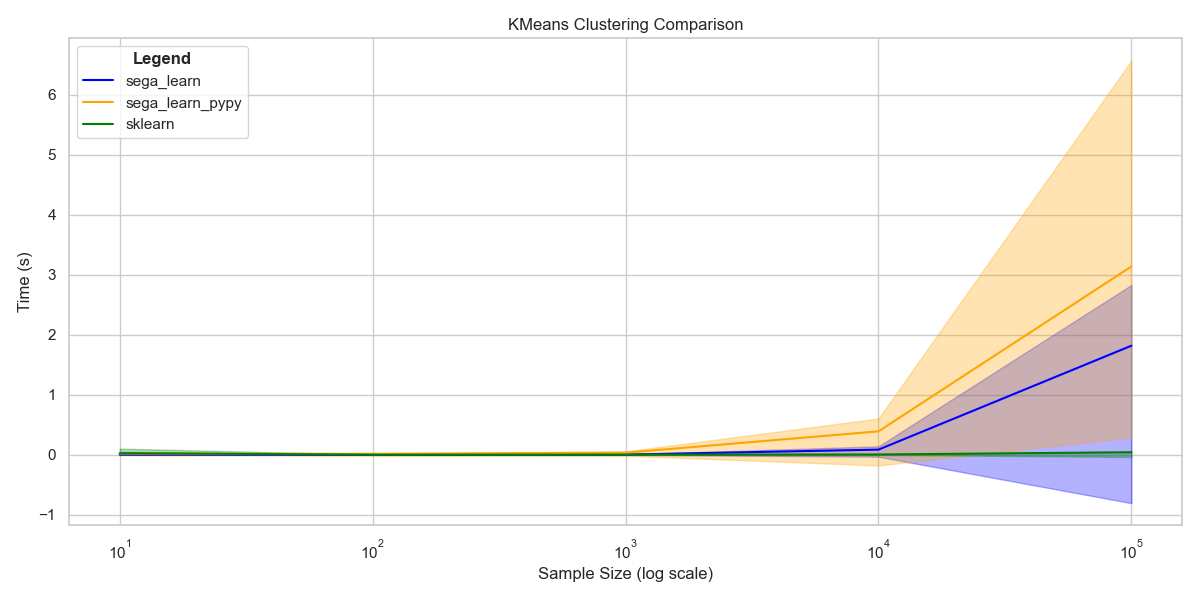 KMeans Clustering Comparison
Legend
sega_learn
sega_learn_pypy
sklearn
6
5
4
3
2
1
0
−1
Time (s)
10¹ 10² 10³ 10⁴ 10⁵
Sample Size (log scale)